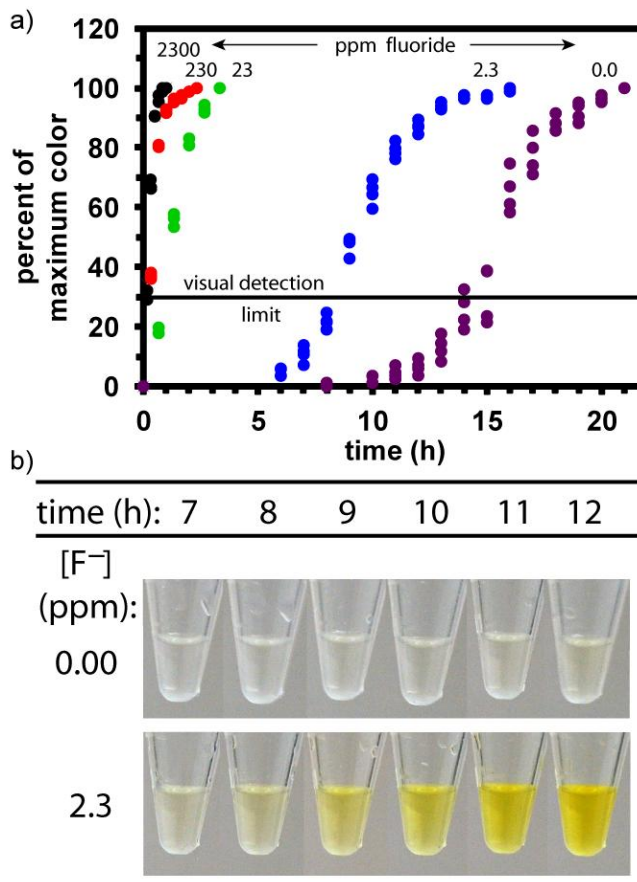 a)
120
100
80
60
40
20
0
percent of
maximum color
2300 ppm fluoride
230 23 2.3 0.0
visual detection
limit
0 5 10 15 20
time (h)
b)
time (h): 7 8 9 10 11 12
[F⁻]
(ppm):
0.00
2.3